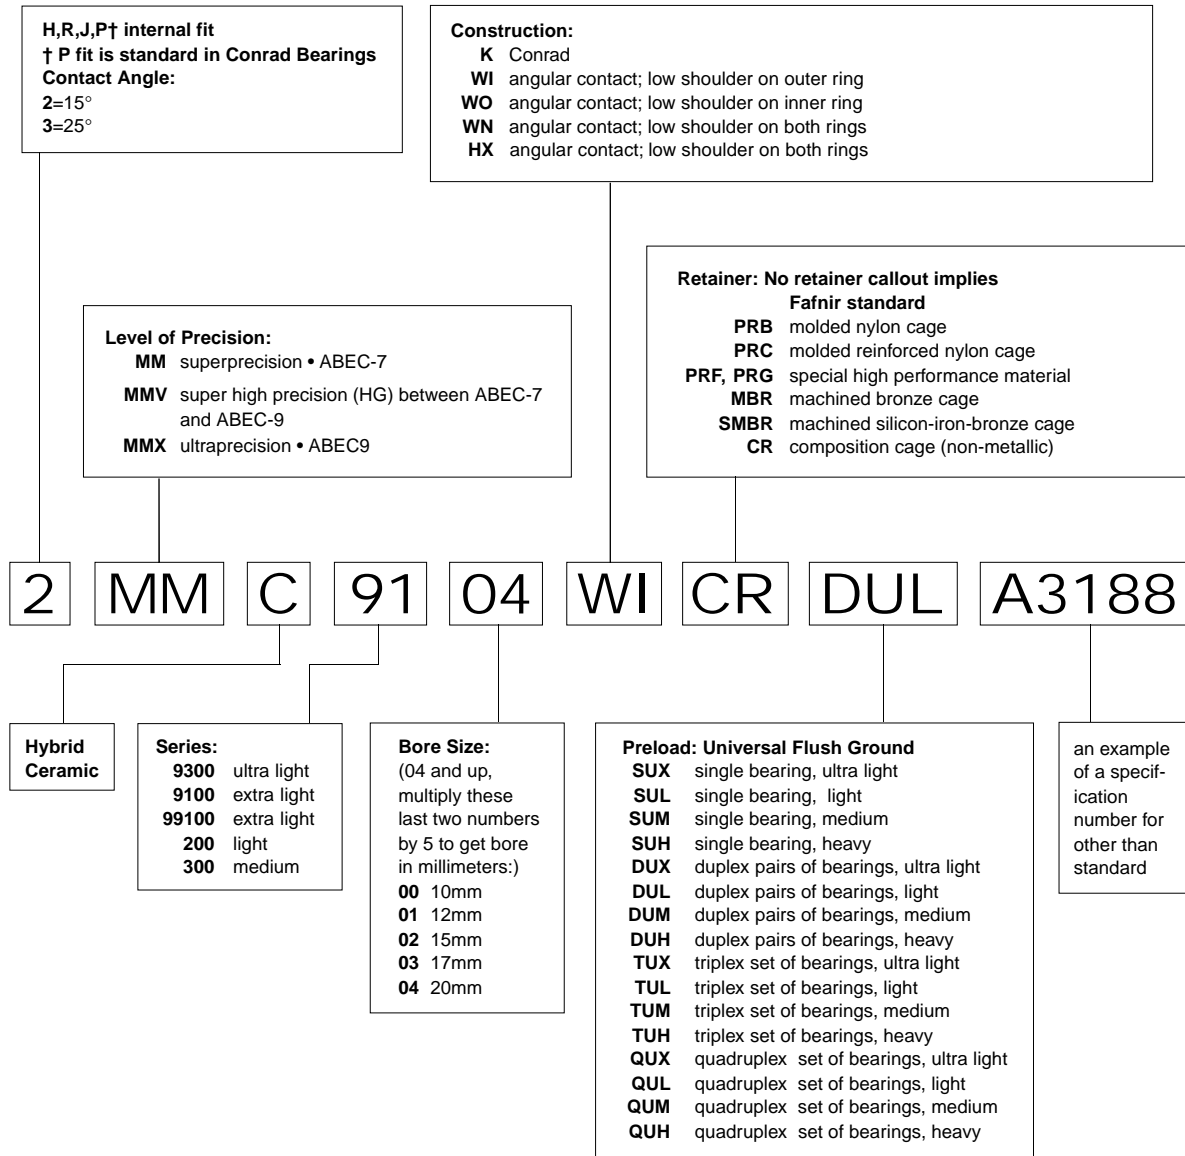 H,R,J,P† internal fit
† P fit is standard in Conrad Bearings
Contact Angle:
2=15°
3=25°
Construction:
K Conrad
WI angular contact; low shoulder on outer ring
WO angular contact; low shoulder on inner ring
WN angular contact; low shoulder on both rings
HX angular contact; low shoulder on both rings
Level of Precision:
MM superprecision • ABEC-7
MMV super high precision (HG) between ABEC-7
and ABEC-9
MMX ultraprecision • ABEC9
Retainer: No retainer callout implies
Fafnir standard
PRB molded nylon cage
PRC molded reinforced nylon cage
PRF, PRG special high performance material
MBR machined bronze cage
SMBR machined silicon-iron-bronze cage
CR composition cage (non-metallic)
2 MM C 91 04 WI CR DUL A3188
Hybrid
Ceramic
Series:
9300 ultra light
9100 extra light
99100 extra light
200 light
300 medium
Bore Size:
(04 and up,
multiply these
last two numbers
by 5 to get bore
in millimeters:)
00 10mm
01 12mm
02 15mm
03 17mm
04 20mm
Preload: Universal Flush Ground
SUX single bearing, ultra light
SUL single bearing, light
SUM single bearing, medium
SUH single bearing, heavy
DUX duplex pairs of bearings, ultra light
DUL duplex pairs of bearings, light
DUM duplex pairs of bearings, medium
DUH duplex pairs of bearings, heavy
TUX triplex set of bearings, ultra light
TUL triplex set of bearings, light
TUM triplex set of bearings, medium
TUH triplex set of bearings, heavy
QUX quadruplex set of bearings, ultra light
QUL quadruplex set of bearings, light
QUM quadruplex set of bearings, medium
QUH quadruplex set of bearings, heavy
an example
of a specif-
ication
number for
other than
standard